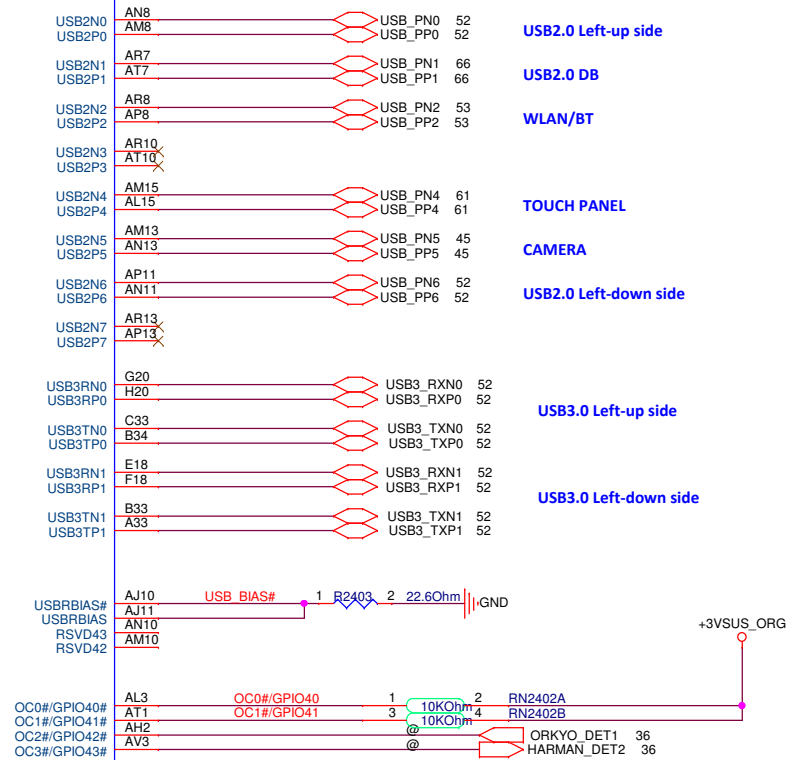 USB2N0 AN8 USB_PN0 52
USB2P0 AM8 USB_PP0 52
USB2.0 Left-up side
USB2N1 AR7 USB_PN1 66
USB2P1 AT7 USB_PP1 66
USB2.0 DB
USB2N2 AR8 USB_PN2 53
USB2P2 AP8 USB_PP2 53
WLAN/BT
USB2N3 AR10
USB2P3 AT10
USB2N4 AM15 USB_PN4 61
USB2P4 AL15 USB_PP4 61
TOUCH PANEL
USB2N5 AM13 USB_PN5 45
USB2P5 AN13 USB_PP5 45
CAMERA
USB2N6 AP11 USB_PN6 52
USB2P6 AN11 USB_PP6 52
USB2.0 Left-down side
USB2N7 AR13
USB2P7 AP13
USB3RN0 G20 USB3_RXN0 52
USB3RP0 H20 USB3_RXP0 52
USB3.0 Left-up side
USB3TN0 C33 USB3_TXN0 52
USB3TP0 B34 USB3_TXP0 52
USB3RN1 E18 USB3_RXN1 52
USB3RP1 F18 USB3_RXP1 52
USB3.0 Left-down side
USB3TN1 B33 USB3_TXN1 52
USB3TP1 A33 USB3_TXP1 52
USBRBIAS# AJ10 USB_BIAS# 1 R2403 2 22.6Ohm GND
USBRBIAS AJ11
RSVD43 AN10
RSVD42 AM10
+3VSUS_ORG
OC0#/GPIO40# AL3 OC0#/GPIO40 1 10KOhm 2 RN2402A
OC1#/GPIO41# AT1 OC1#/GPIO41 3 10KOhm 4 RN2402B
OC2#/GPIO42# AH2 @ ORKYO_DET1 36
OC3#/GPIO43# AV3 @ HARMAN_DET2 36